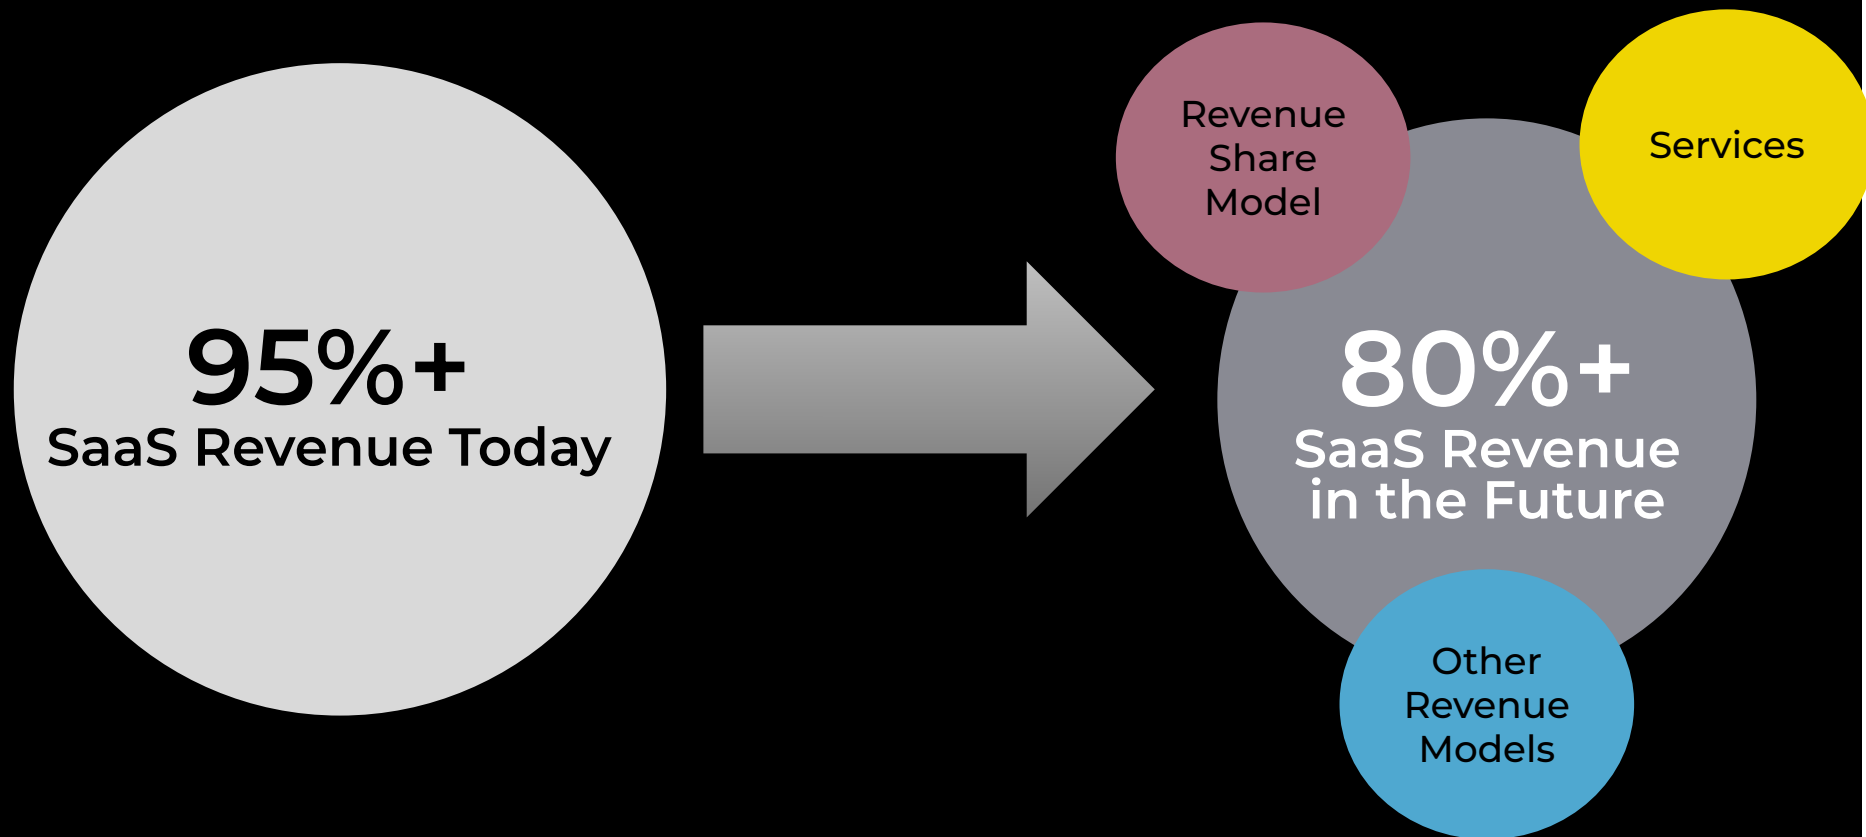 95%+
SaaS Revenue Today
Revenue
Share
Model
Services
80%+
SaaS Revenue
in the Future
Other
Revenue
Models